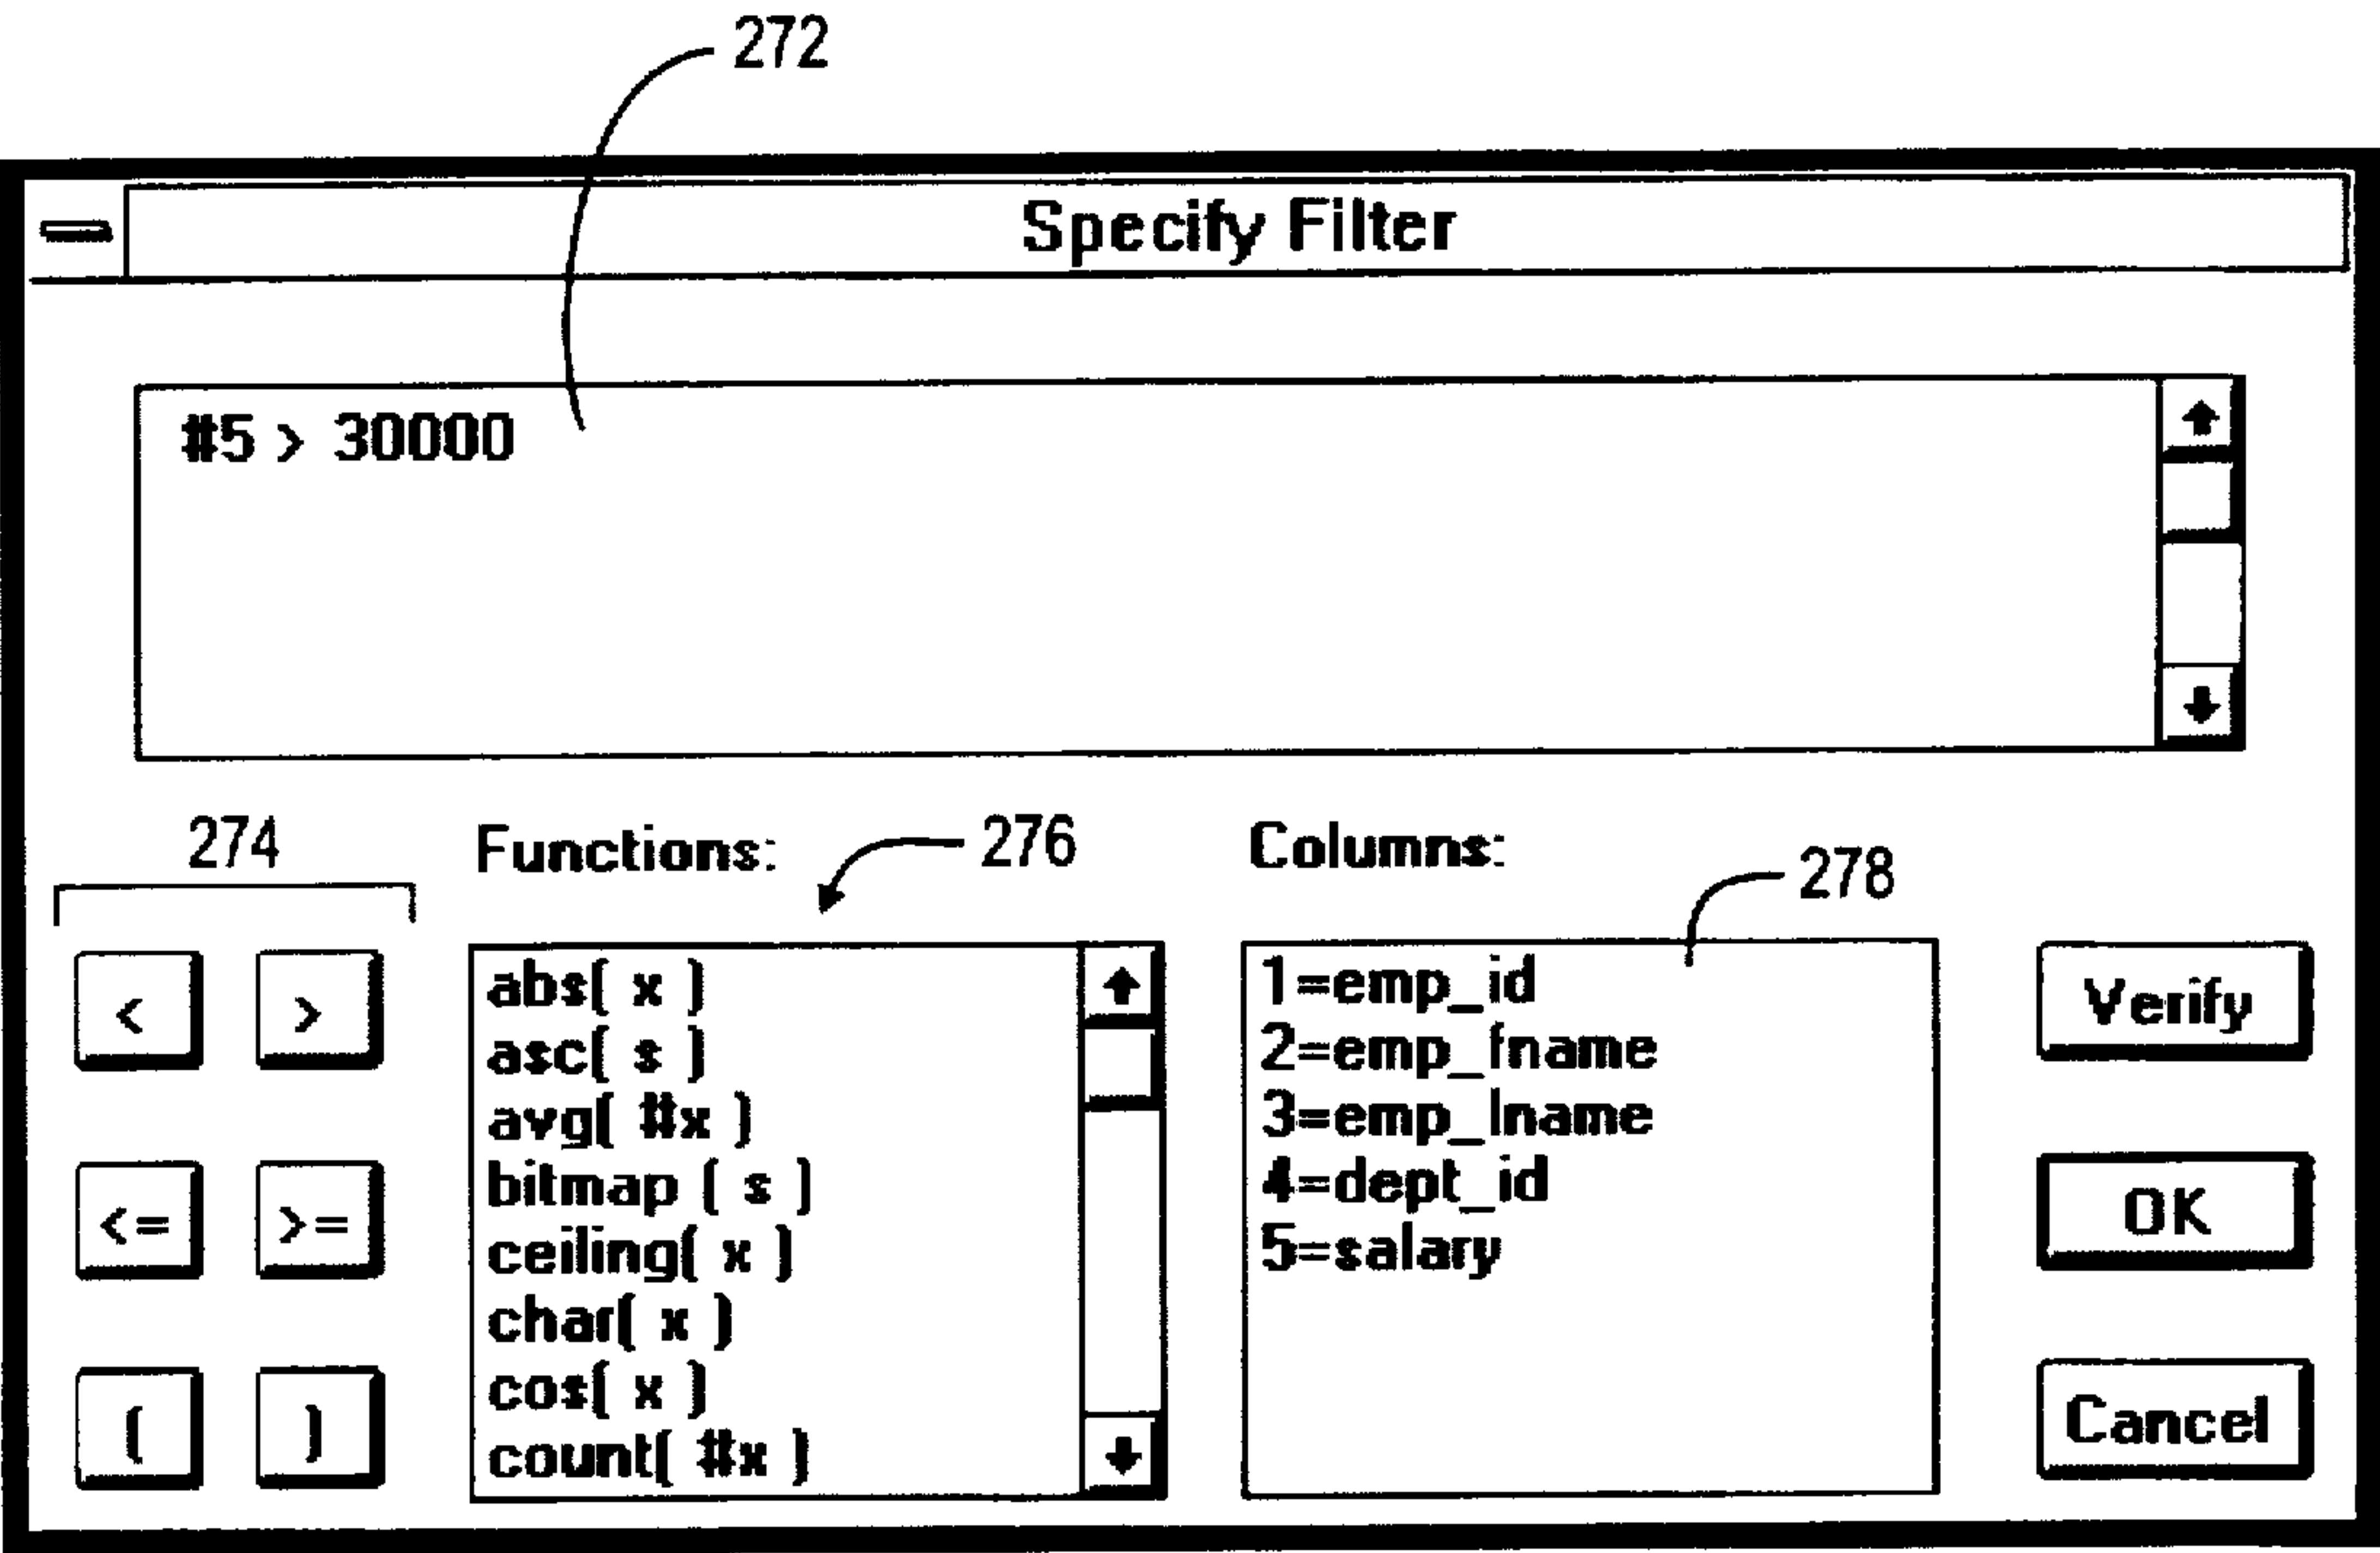 272
Specify Filter
#5 > 30000
274
Functions:
276
Columns:
278
< >
<= >=
( )
abs( x )
asc( s )
avg( #x )
bitmap ( s )
ceiling( x )
char( x )
cos( x )
count( #x )
1=emp_id
2=emp_fname
3=emp_lname
4=dept_id
5=salary
Verify
OK
Cancel